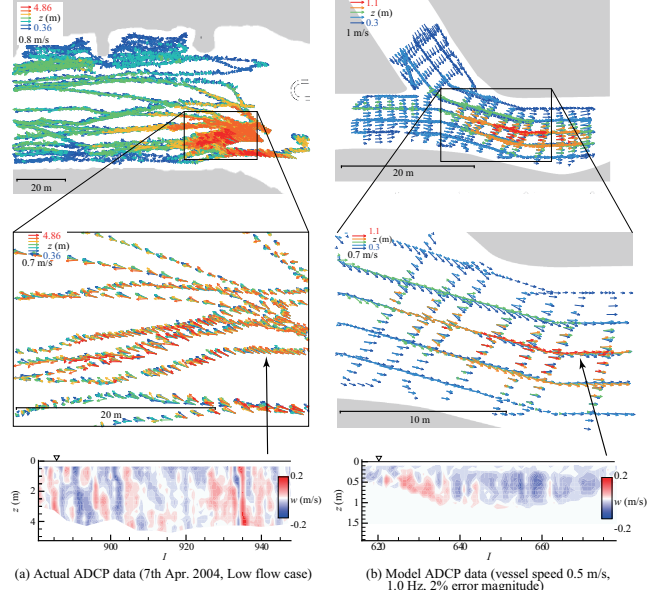 4.86
z (m)
0.36
0.8 m/s
20 m
1.1
z (m)
0.3
1 m/s
20 m
4.86
z (m)
0.36
0.7 m/s
20 m
1.1
z (m)
0.3
0.7 m/s
10 m
0
2
4
z (m)
0.2
w (m/s)
-0.2
900
920
940
I
0
0.5
1
1.5
z (m)
0.2
w (m/s)
-0.2
620
640
660
I
(a) Actual ADCP data (7th Apr. 2004, Low flow case)
(b) Model ADCP data (vessel speed 0.5 m/s,
1.0 Hz, 2% error magnitude)